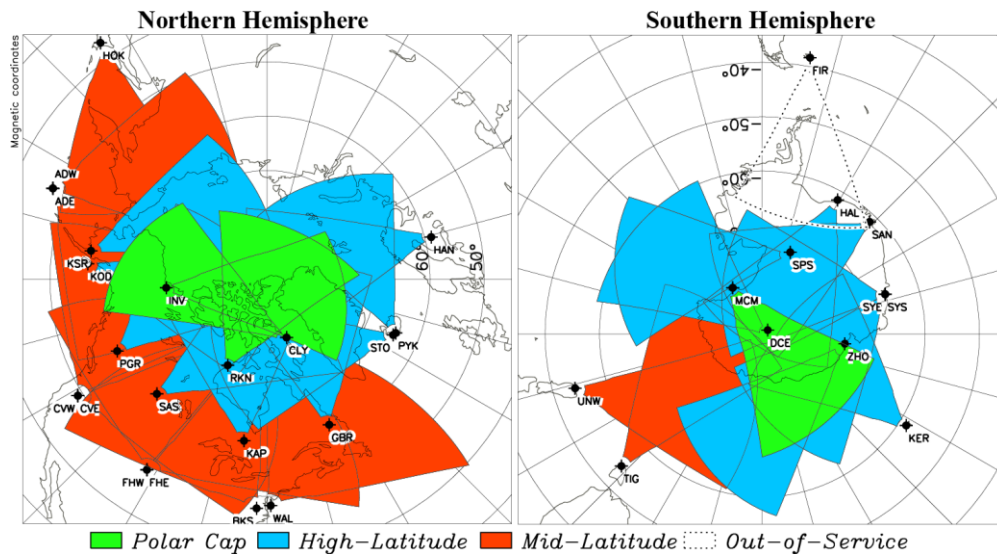 Northern Hemisphere
Southern Hemisphere
Magnetic coordinates
HOK
ADW
ADE
KSR
KOD
INV
HAN
60°
50°
CLY
STO
PYK
PGR
RKN
CVW CVE
SAS
GBR
KAP
FHW FHE
BKS
WAL
FIR
40°
50°
HAL
SAN
SPS
MCM
SYE SYS
DCE
ZHO
UNW
KER
TIG
Polar Cap
High-Latitude
Mid-Latitude
Out-of-Service